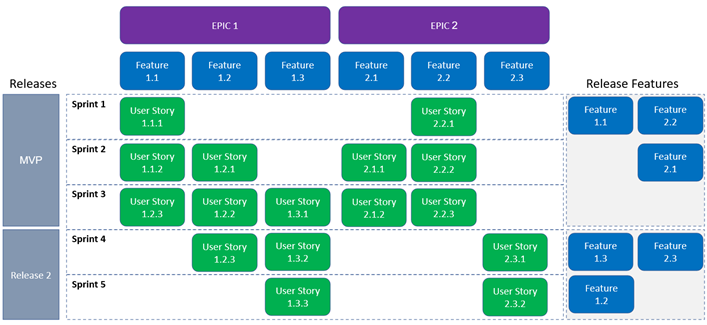 EPIC 1
EPIC 2
Feature
1.1
Feature
1.2
Feature
1.3
Feature
2.1
Feature
2.2
Feature
2.3
Releases
Release Features
MVP
Sprint 1
User Story
1.1.1
User Story
2.2.1
Feature
1.1
Feature
2.2
Sprint 2
User Story
1.1.2
User Story
1.2.1
User Story
2.1.1
User Story
2.2.2
Feature
2.1
Sprint 3
User Story
1.2.3
User Story
1.2.2
User Story
1.3.1
User Story
2.1.2
User Story
2.2.3
Release 2
Sprint 4
User Story
1.2.3
User Story
1.3.2
User Story
2.3.1
Feature
1.3
Feature
2.3
Sprint 5
User Story
1.3.3
User Story
2.3.2
Feature
1.2